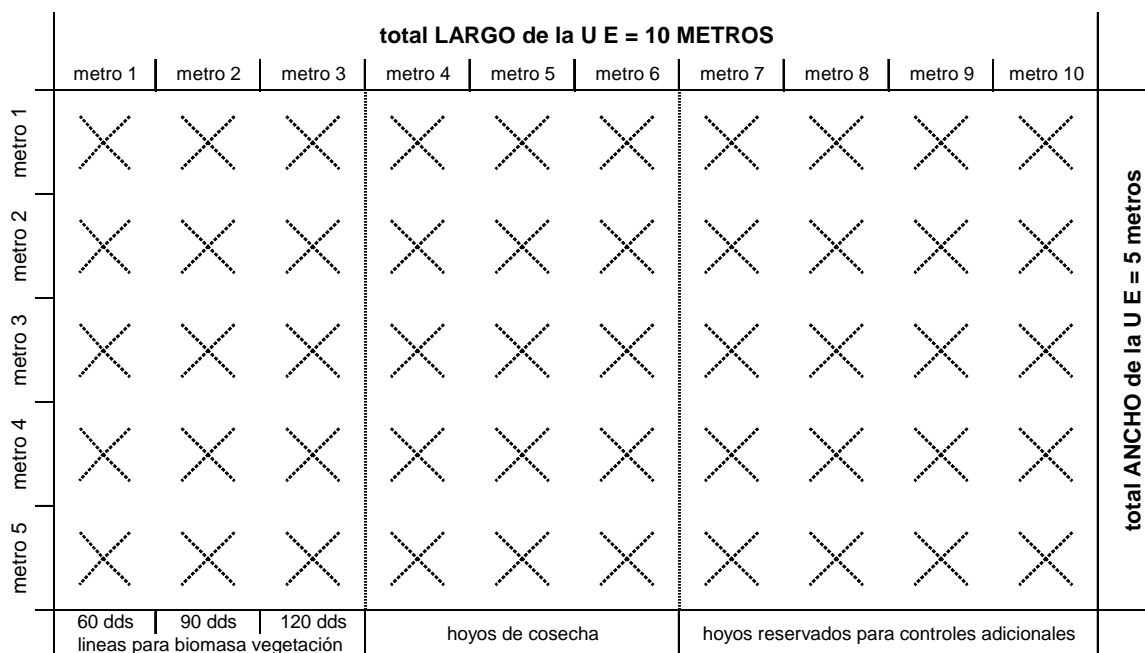 total LARGO de la U E = 10 METROS
metro 1 metro 2 metro 3 metro 4 metro 5 metro 6 metro 7 metro 8 metro 9 metro 10
metro 1
metro 2
metro 3
metro 4
metro 5
total ANCHO de la U E = 5 metros
60 dds 90 dds 120 dds
lineas para biomasa vegetación
hoyos de cosecha
hoyos reservados para controles adicionales